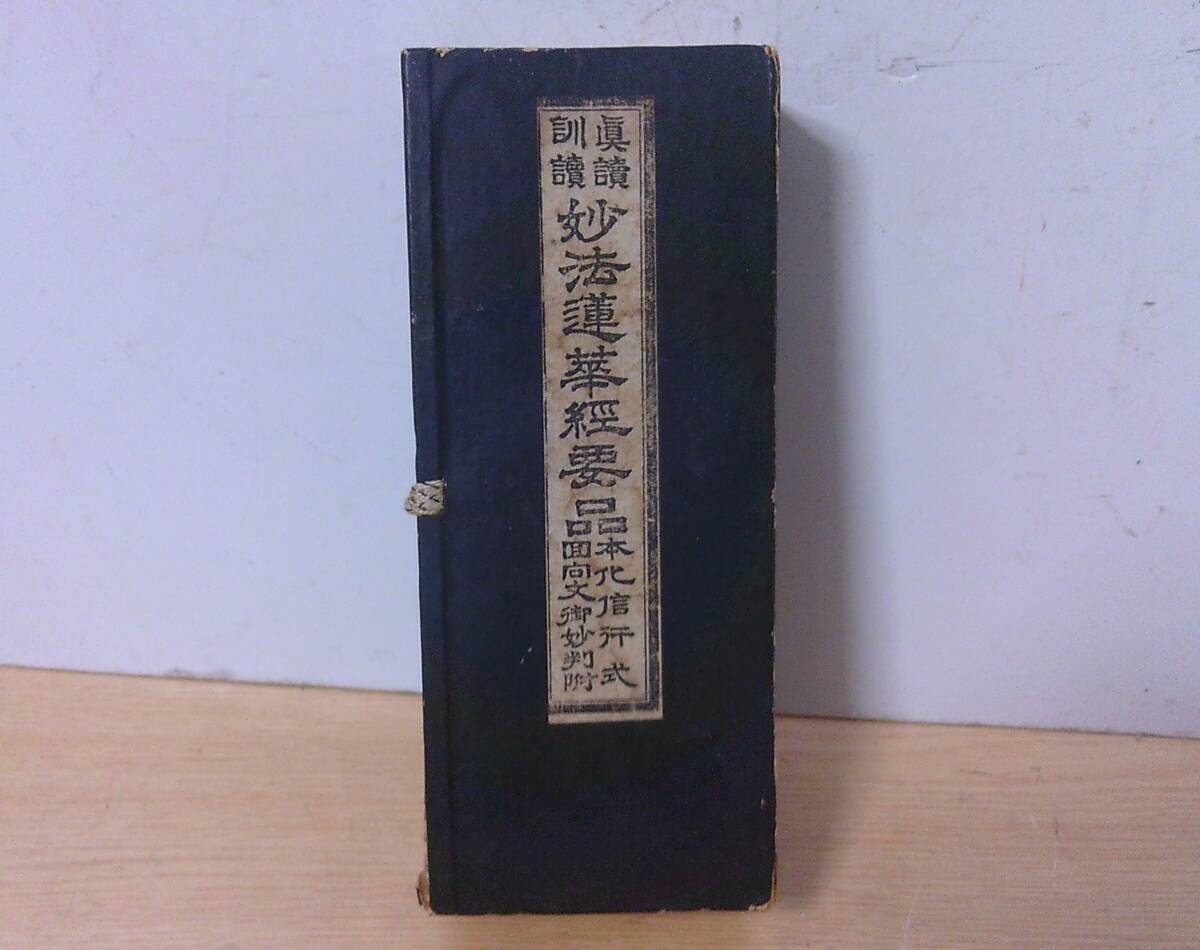 眞讀
訓讀
妙法蓮華經要品
本化信行式
回向文御妙判附